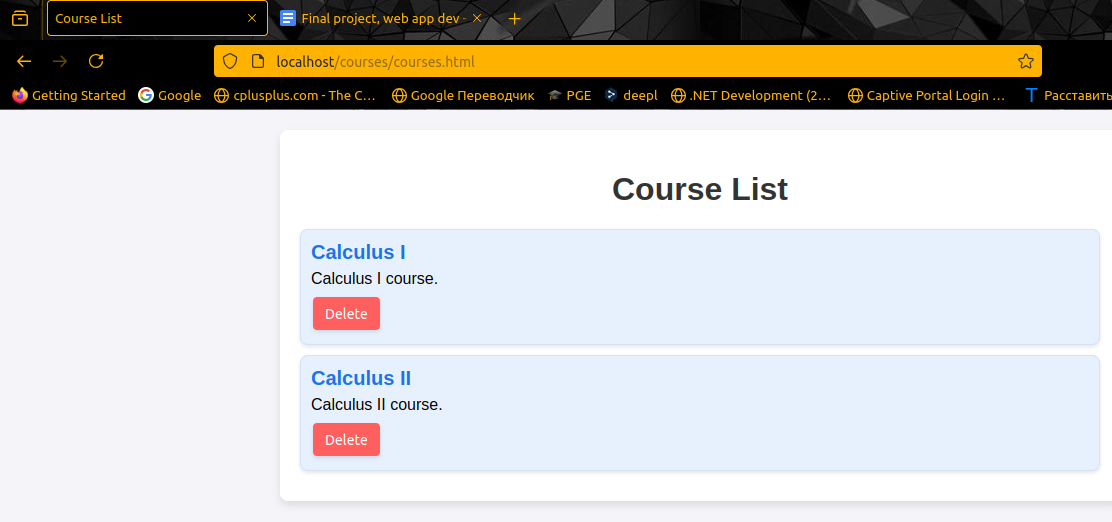 Course List
Final project, web app dev -
localhost/courses/courses.html
Getting Started Google cplusplus.com - The C… Google Переводчик PGE deepl .NET Development (2… Captive Portal Login … Расставить
Course List
Calculus I
Calculus I course.
Delete
Calculus II
Calculus II course.
Delete